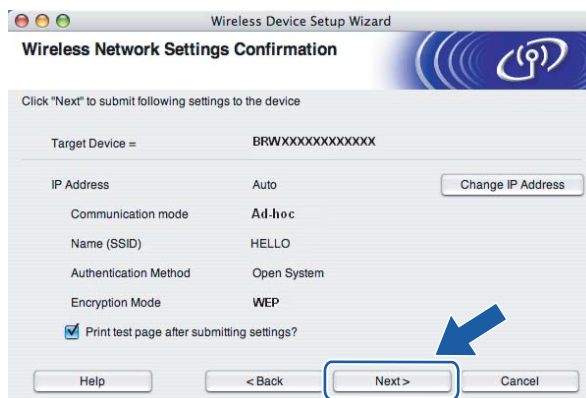 Wireless Device Setup Wizard
Wireless Network Settings Confirmation
Click "Next" to submit following settings to the device
Target Device = BRWXXXXXXXXXXXX
IP Address Auto Change IP Address
Communication mode Ad-hoc
Name (SSID) HELLO
Authentication Method Open System
Encryption Mode WEP
Print test page after submitting settings?
Help < Back Next > Cancel